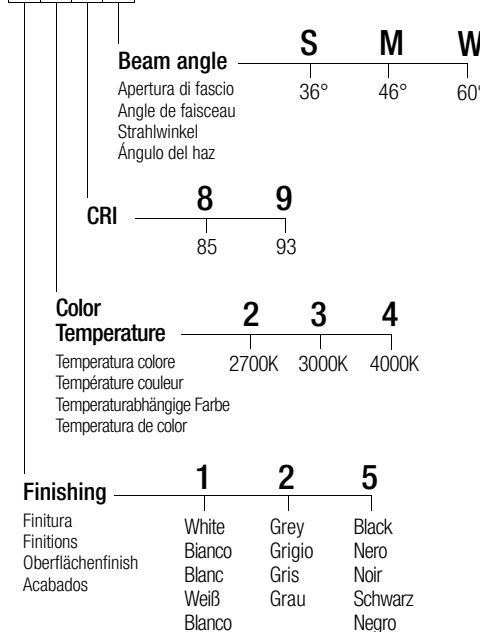 Beam angle S M W
Apertura di fascio 36° 46° 60°
Angle de faisceau
Strahlwinkel
Ángulo del haz
CRI 8 9
85 93
Color
Temperature 2 3 4
Temperatura colore 2700K 3000K 4000K
Température couleur
Temperaturabhängige Farbe
Temperatura de color
Finishing 1 2 5
Finitura White Grey Black
Finitions Bianco Grigio Nero
Oberflächenfinish Blanc Gris Noir
Acabados Weiß Grau Schwarz
Blanco Negro